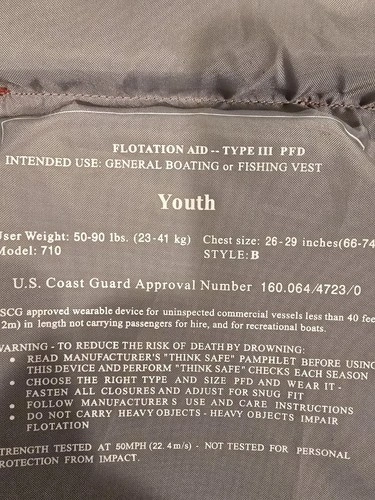 FLOTATION AID -- TYPE III PFD
INTENDED USE: GENERAL BOATING or FISHING VEST
Youth
User Weight: 50-90 lbs. (23-41 kg) Chest size: 26-29 inches(66-74
Model: 710 STYLE: B
U.S. Coast Guard Approval Number 160.064/4723/0
SCG approved wearable device for uninspected commercial vessels less than 40 fee
2m) in length not carrying passengers for hire, and for recreational boats.
WARNING - TO REDUCE THE RISK OF DEATH BY DROWNING:
• READ MANUFACTURER'S "THINK SAFE" PAMPHLET BEFORE USING
THIS DEVICE AND PERFORM "THINK SAFE" CHECKS EACH SEASON
• CHOOSE THE RIGHT TYPE AND SIZE PFD AND WEAR IT -
FASTEN ALL CLOSURES AND ADJUST FOR SNUG FIT
• FOLLOW MANUFACTURER'S USE AND CARE INSTRUCTIONS
• DO NOT CARRY HEAVY OBJECTS - HEAVY OBJECTS IMPAIR
FLOTATION
STRENGTH TESTED AT 50MPH (22.4m/s) - NOT TESTED FOR PERSONAL
PROTECTION FROM IMPACT.